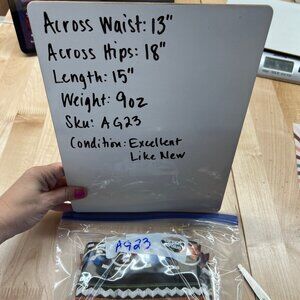 Across Waist: 13"
Across Hips: 18"
Length: 15"
Weight: 9oz
Sku: AG23
Condition: Excellent
Like New
AG23